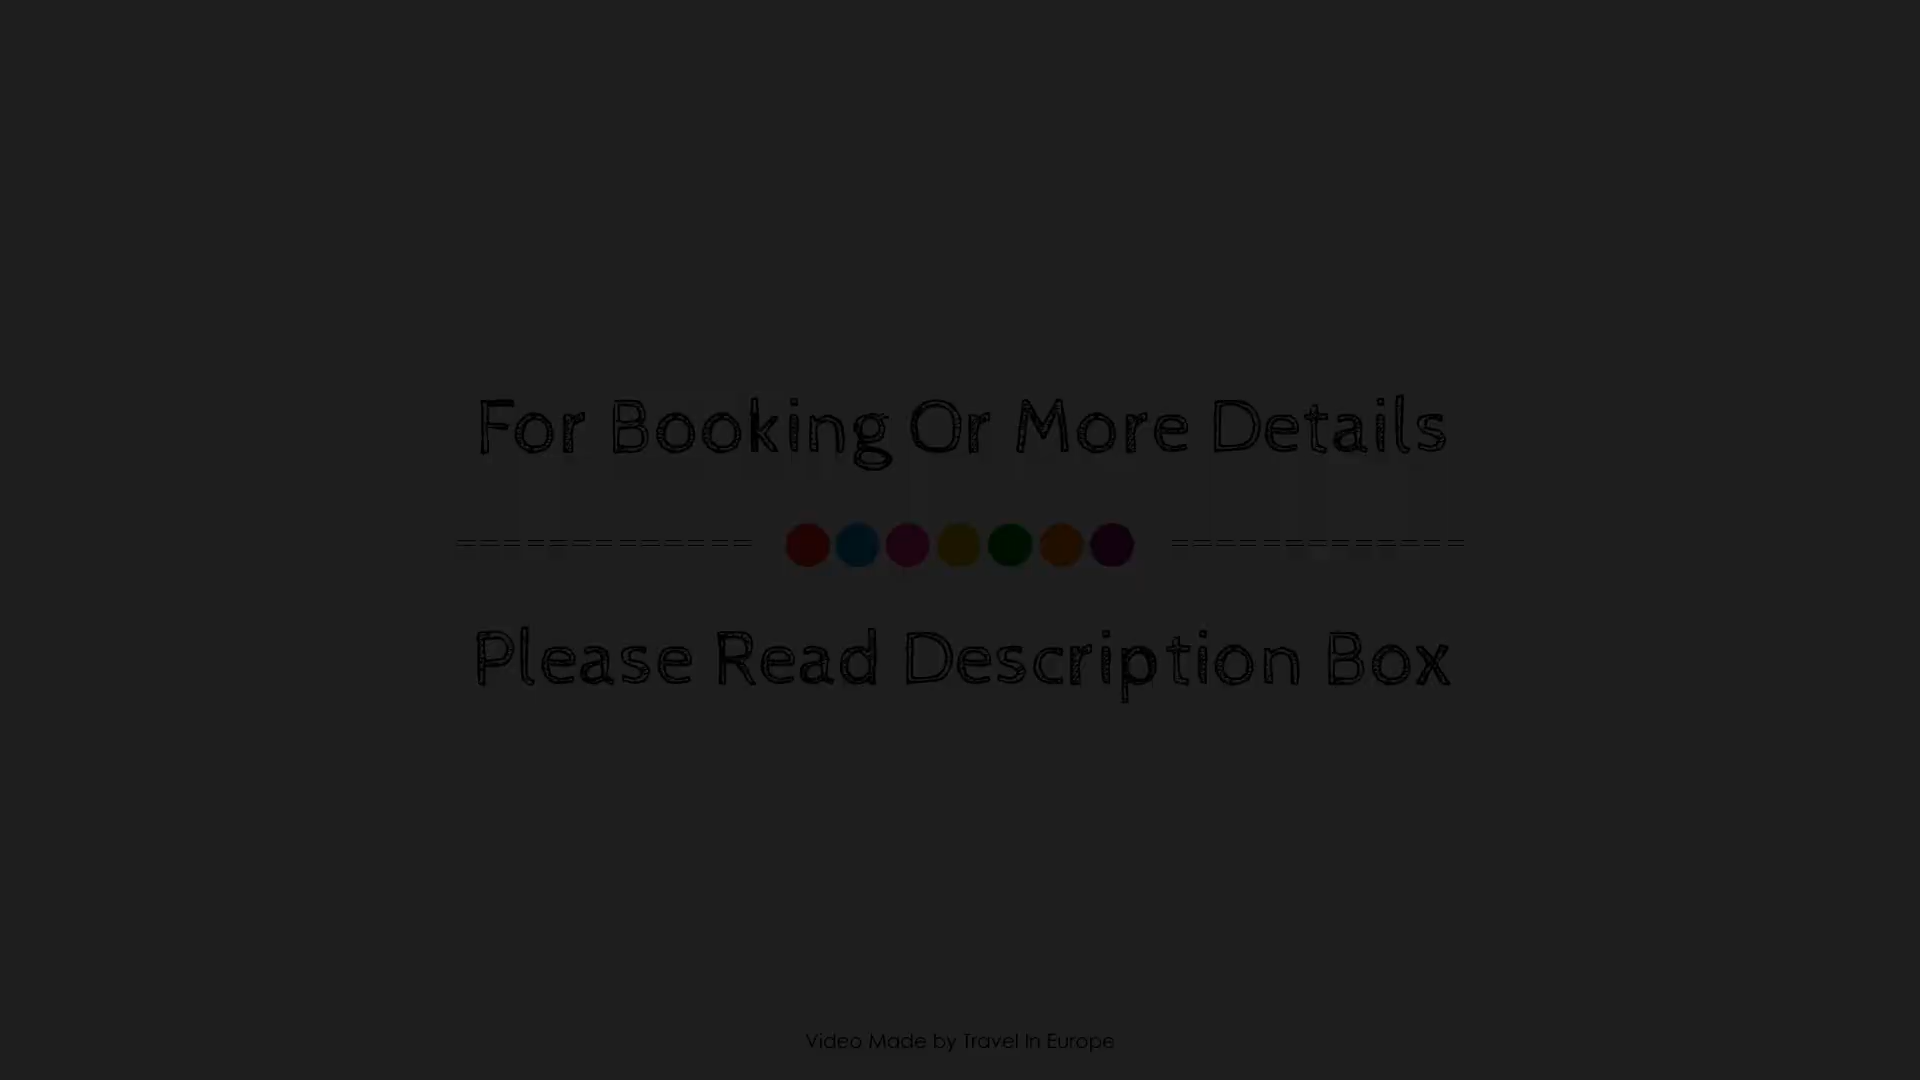 For Booking Or More Details
============= =============
Please Read Description Box
Video Made by Travel In Europe